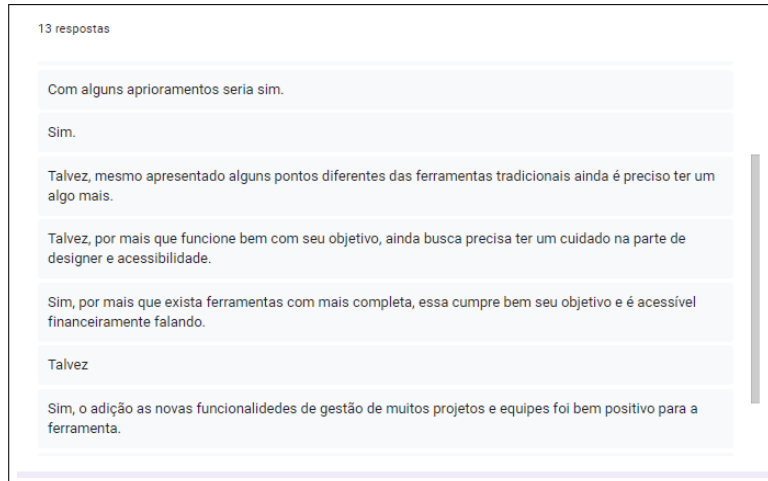 13 respostas
Com alguns aprioramentos seria sim.
Sim.
Talvez, mesmo apresentado alguns pontos diferentes das ferramentas tradicionais ainda é preciso ter um
algo mais.
Talvez, por mais que funcione bem com seu objetivo, ainda busca precisa ter um cuidado na parte de
designer e acessibilidade.
Sim, por mais que exista ferramentas com mais completa, essa cumpre bem seu objetivo e é acessível
financeiramente falando.
Talvez
Sim, o adição as novas funcionalidedes de gestão de muitos projetos e equipes foi bem positivo para a
ferramenta.